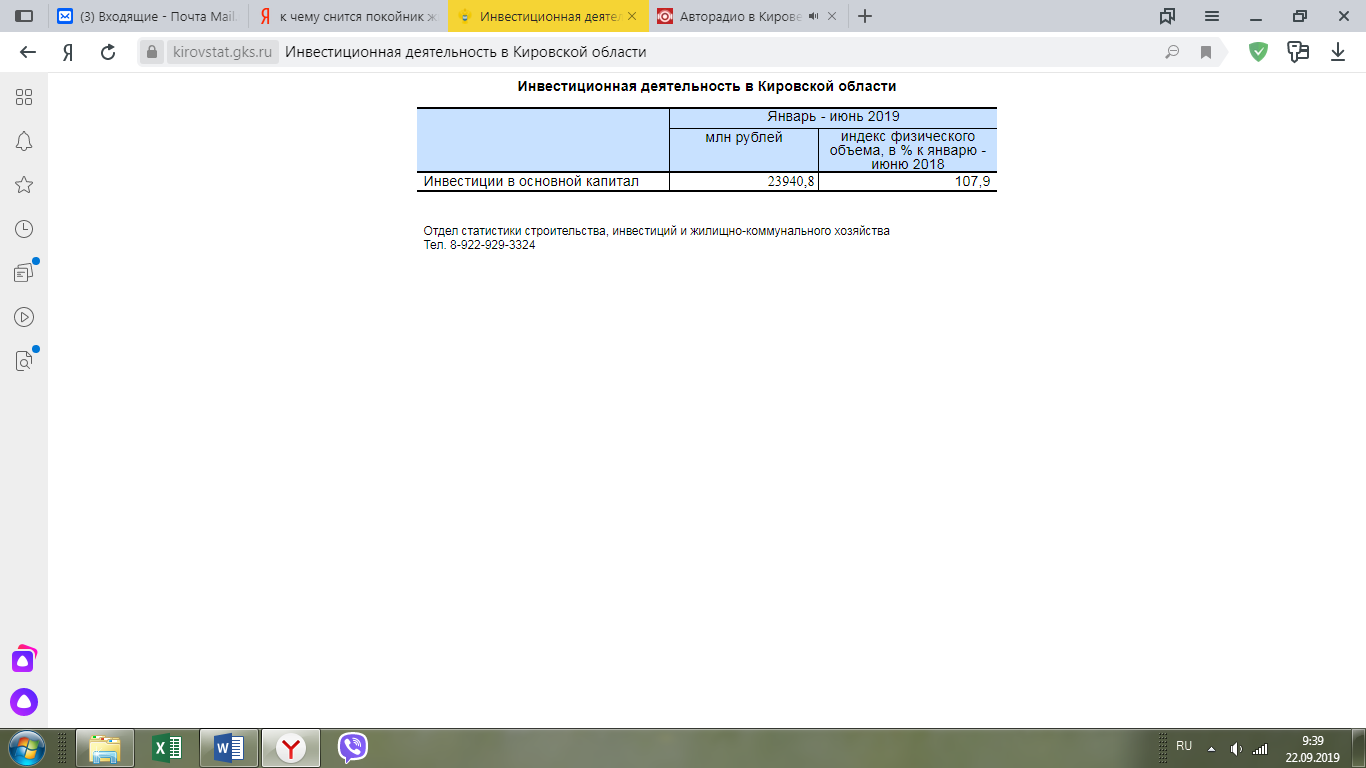 (3) Входящие - Почта Mail.
к чему снится покойник ж
Инвестиционная деятел
Авторадио в Кирове
kirovstat.gks.ru Инвестиционная деятельность в Кировской области
Инвестиционная деятельность в Кировской области
Январь - июнь 2019
млн рублей
индекс физического
объема, в % к январю -
июню 2018
Инвестиции в основной капитал 23940,8 107,9
Отдел статистики строительства, инвестиций и жилищно-коммунального хозяйства
Тел. 8-922-929-3324
RU
9:39
22.09.2019